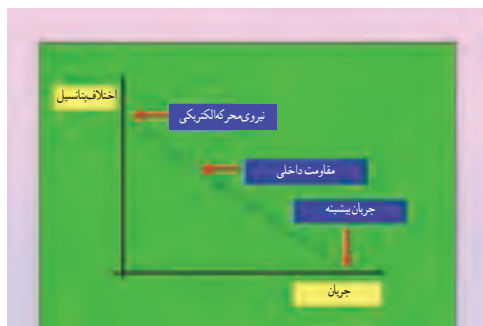 اختلاف‌پتانسیل
نیروی‌محرکه‌الکتریکی
مقاومت داخلی
جریان‌بیشینه
جریان